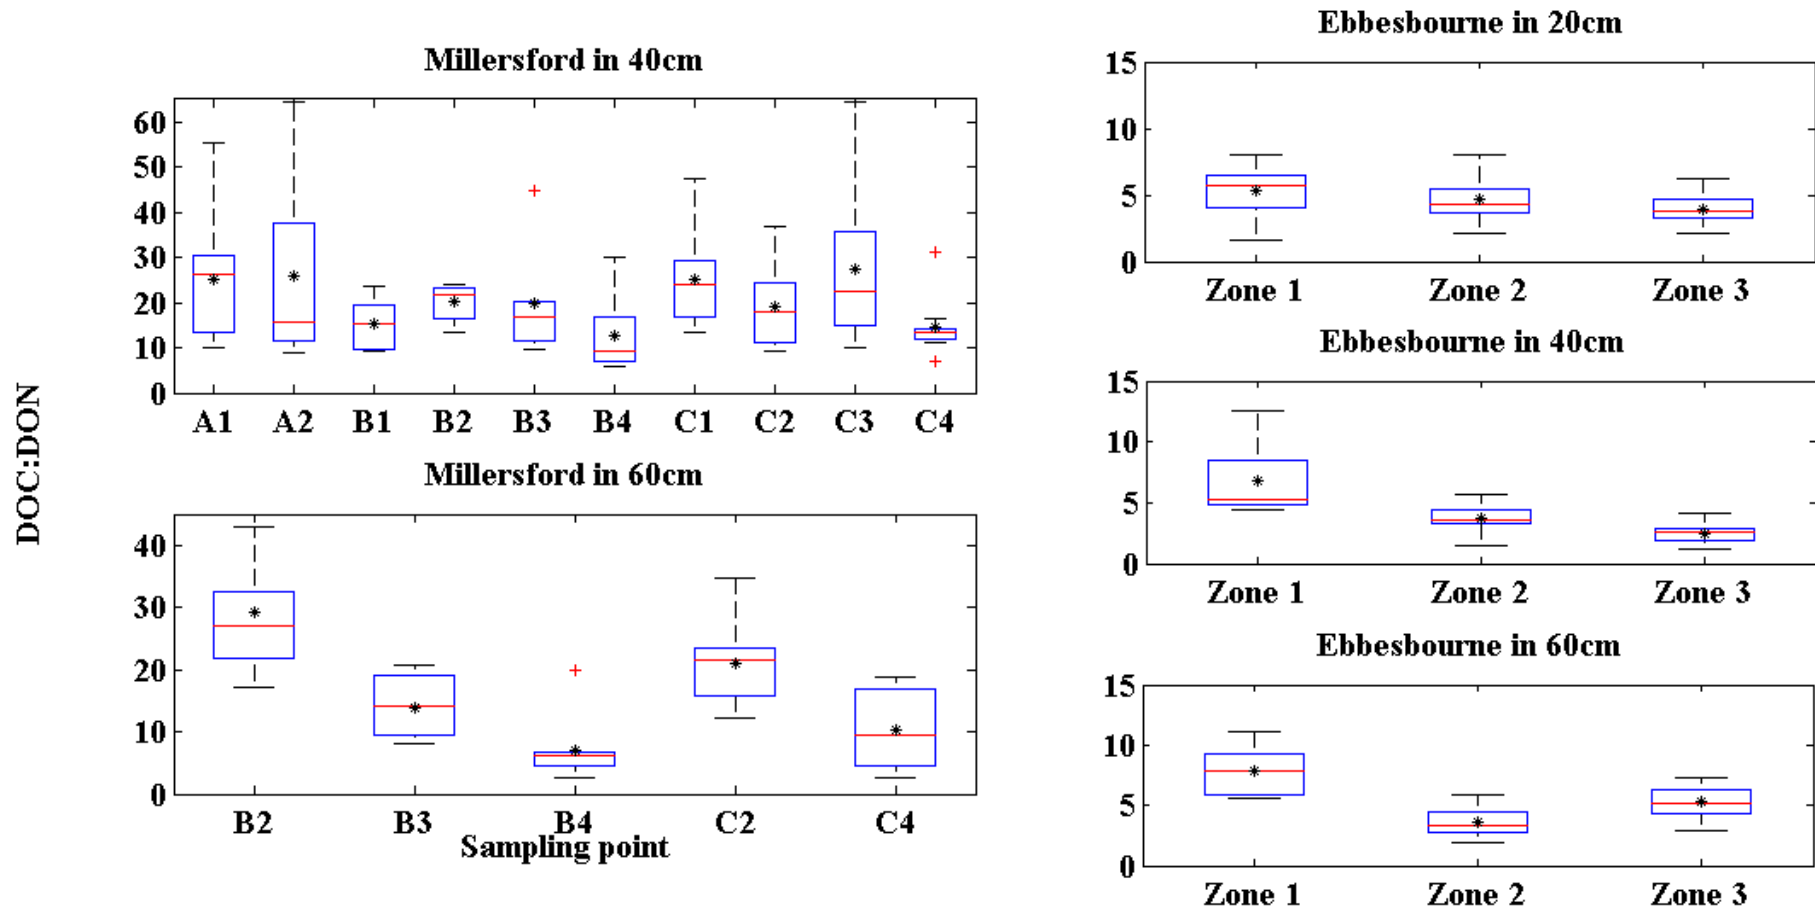 DOC:DON
Millersford in 40cm
60
50
40
30
20
10
0
A1 A2 B1 B2 B3 B4 C1 C2 C3 C4
Millersford in 60cm
40
30
20
10
0
B2 B3 B4 C2 C4
Sampling point
Ebbesbourne in 20cm
15
10
5
0
Zone 1 Zone 2 Zone 3
Ebbesbourne in 40cm
15
10
5
0
Zone 1 Zone 2 Zone 3
Ebbesbourne in 60cm
15
10
5
0
Zone 1 Zone 2 Zone 3